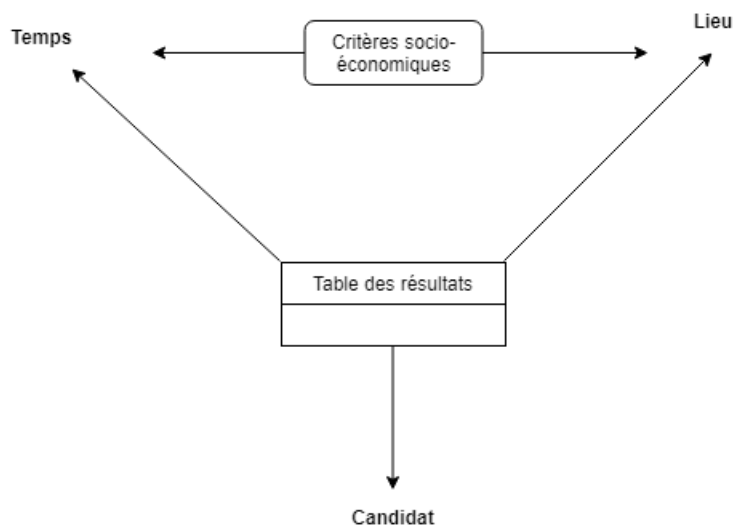 Temps
Lieu
Critères socio-
économiques
Table des résultats
Candidat